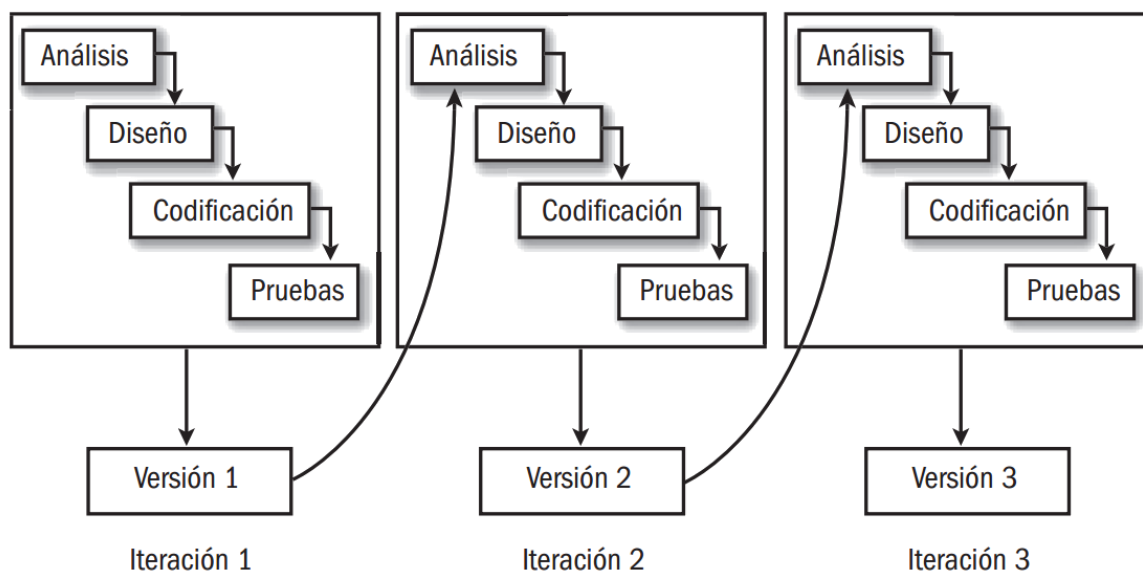 Análisis
Diseño
Codificación
Pruebas
Versión 1
Iteración 1
Análisis
Diseño
Codificación
Pruebas
Versión 2
Iteración 2
Análisis
Diseño
Codificación
Pruebas
Versión 3
Iteración 3